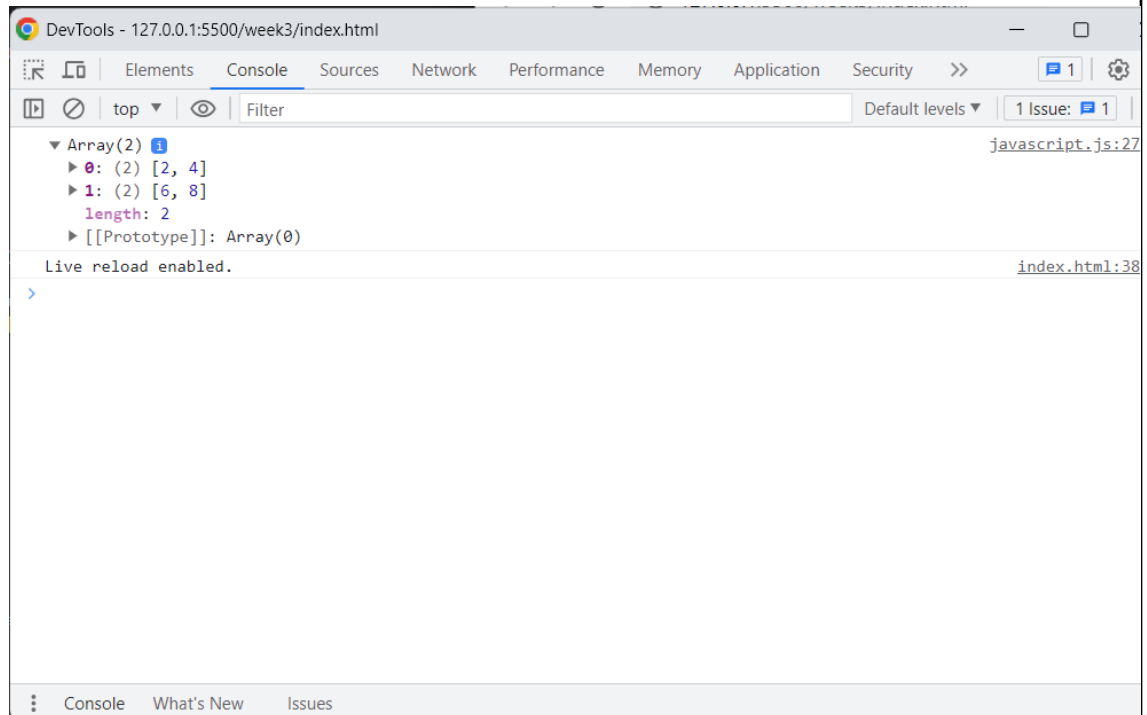 DevTools - 127.0.0.1:5500/week3/index.html
Elements Console Sources Network Performance Memory Application Security >> 1
top ▼ Filter Default levels ▼ 1 Issue: 1
▼ Array(2) i javascript.js:27
▶ 0: (2) [2, 4]
▶ 1: (2) [6, 8]
length: 2
▶ [[Prototype]]: Array(0)
Live reload enabled. index.html:38
>
Console What's New Issues